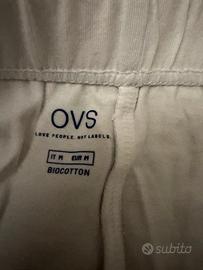 OVS
LOVE PEOPLE. NOT LABELS.
IT M EUR M
BIOCOTTON
subito